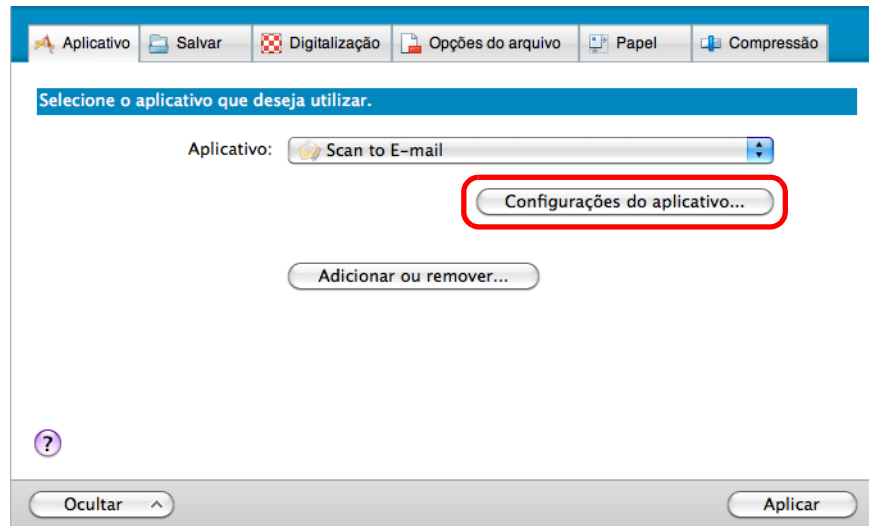 Aplicativo Salvar Digitalização Opções do arquivo Papel Compressão
Selecione o aplicativo que deseja utilizar.
Aplicativo: Scan to E-mail
Configurações do aplicativo...
Adicionar ou remover...
?
Ocultar Aplicar